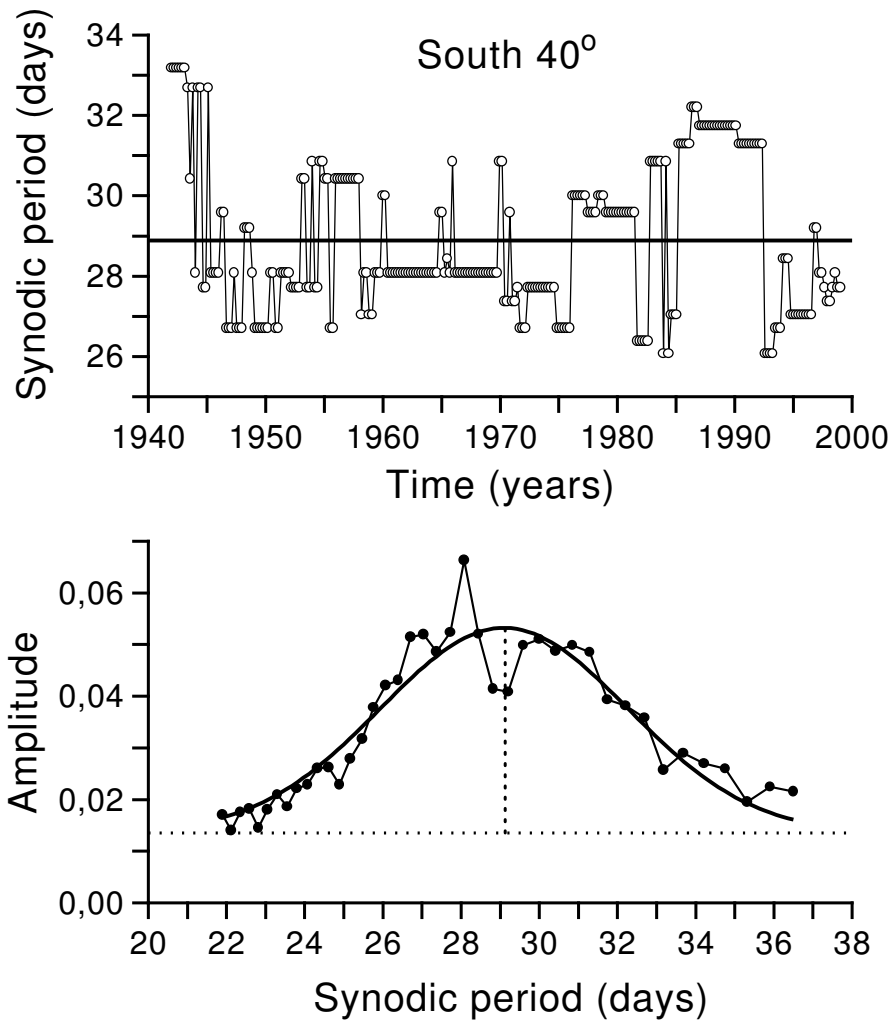 South 40o
Synodic period (days)
34
32
30
28
26
1940 1950 1960 1970 1980 1990 2000
Time (years)
Amplitude
0,06
0,04
0,02
0,00
20 22 24 26 28 30 32 34 36 38
Synodic period (days)